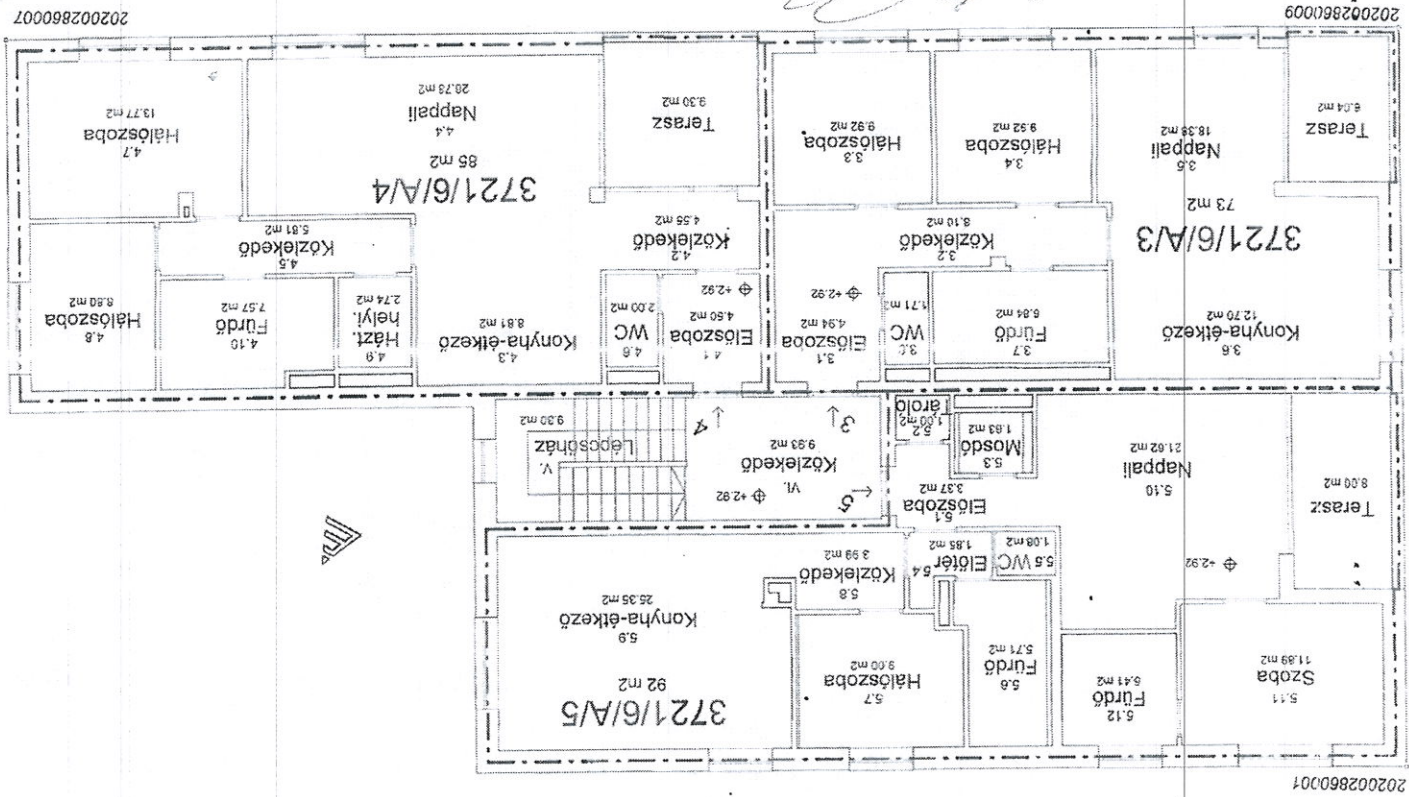 202002860001
5.11
Szoba
11.89 m2
5.12
Fürdő
5.41 m2
5.6
Fürdő
5.71 m2
5.7
Hálószoba
9.00 m2
3721/6/A/5
92 m2
5.9
Konyha-étkező
25.35 m2
5.8
Közlekedő
3.99 m2
5.4
Előtér
1.85 m2
5.5 WC
1.08 m2
+2.92
Terasz
8.00 m2
5.10
Nappali
21.02 m2
5.1
Előszoba
3.37 m2
5.3
Mosdó
1.83 m2
5.2
1.00 m2
Tároló
5
3
4
+2.92
VI.
Közlekedő
9.93 m2
V.
Lépcsőház
9.30 m2
3.6
Konyha-étkező
12.70 m2
3.7
Fürdő
5.84 m2
WC
1.71 m2
3.1
Előszoba
4.94 m2
+2.92
4.1
Előszoba
4.50 m2
+2.92
4.6
WC
2.00 m2
4.3
Konyha-étkező
8.81 m2
4.9
Házt.
helyi.
2.74 m2
4.10
Fürdő
7.57 m2
4.8
Hálószoba
8.80 m2
3721/6/A/3
73 m2
3.2
Közlekedő
8.10 m2
4.2
Közlekedő
4.55 m2
4.5
Közlekedő
5.81 m2
3721/6/A/4
85 m2
Terasz
6.04 m2
3.5
Nappali
18.38 m2
3.4
Hálószoba
9.92 m2
3.3
Hálószoba
9.92 m2
Terasz
9.30 m2
4.4
Nappali
20.78 m2
4.7
Hálószoba
13.77 m2
202002860009
202002860007